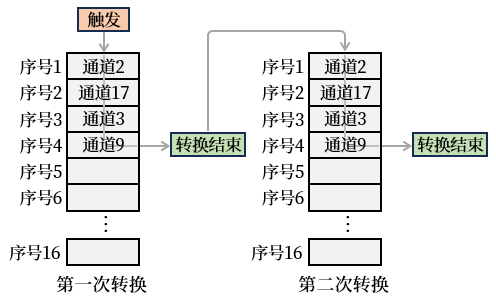 触发
序号1 通道2
序号2 通道17
序号3 通道3
序号4 通道9
序号5
序号6
⋮
序号16
第一次转换
转换结束
序号1 通道2
序号2 通道17
序号3 通道3
序号4 通道9
序号5
序号6
⋮
序号16
第二次转换
转换结束